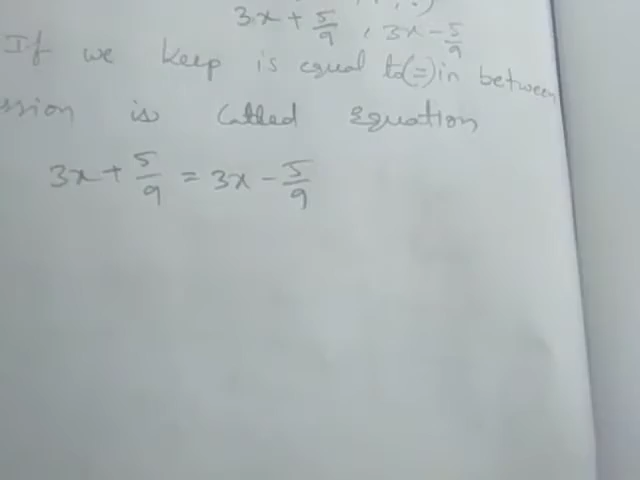 3x + 5/9 , 3x - 5/9
If we keep is equal to(=) in between
ssion is called Equation
3x + 5/9 = 3x - 5/9